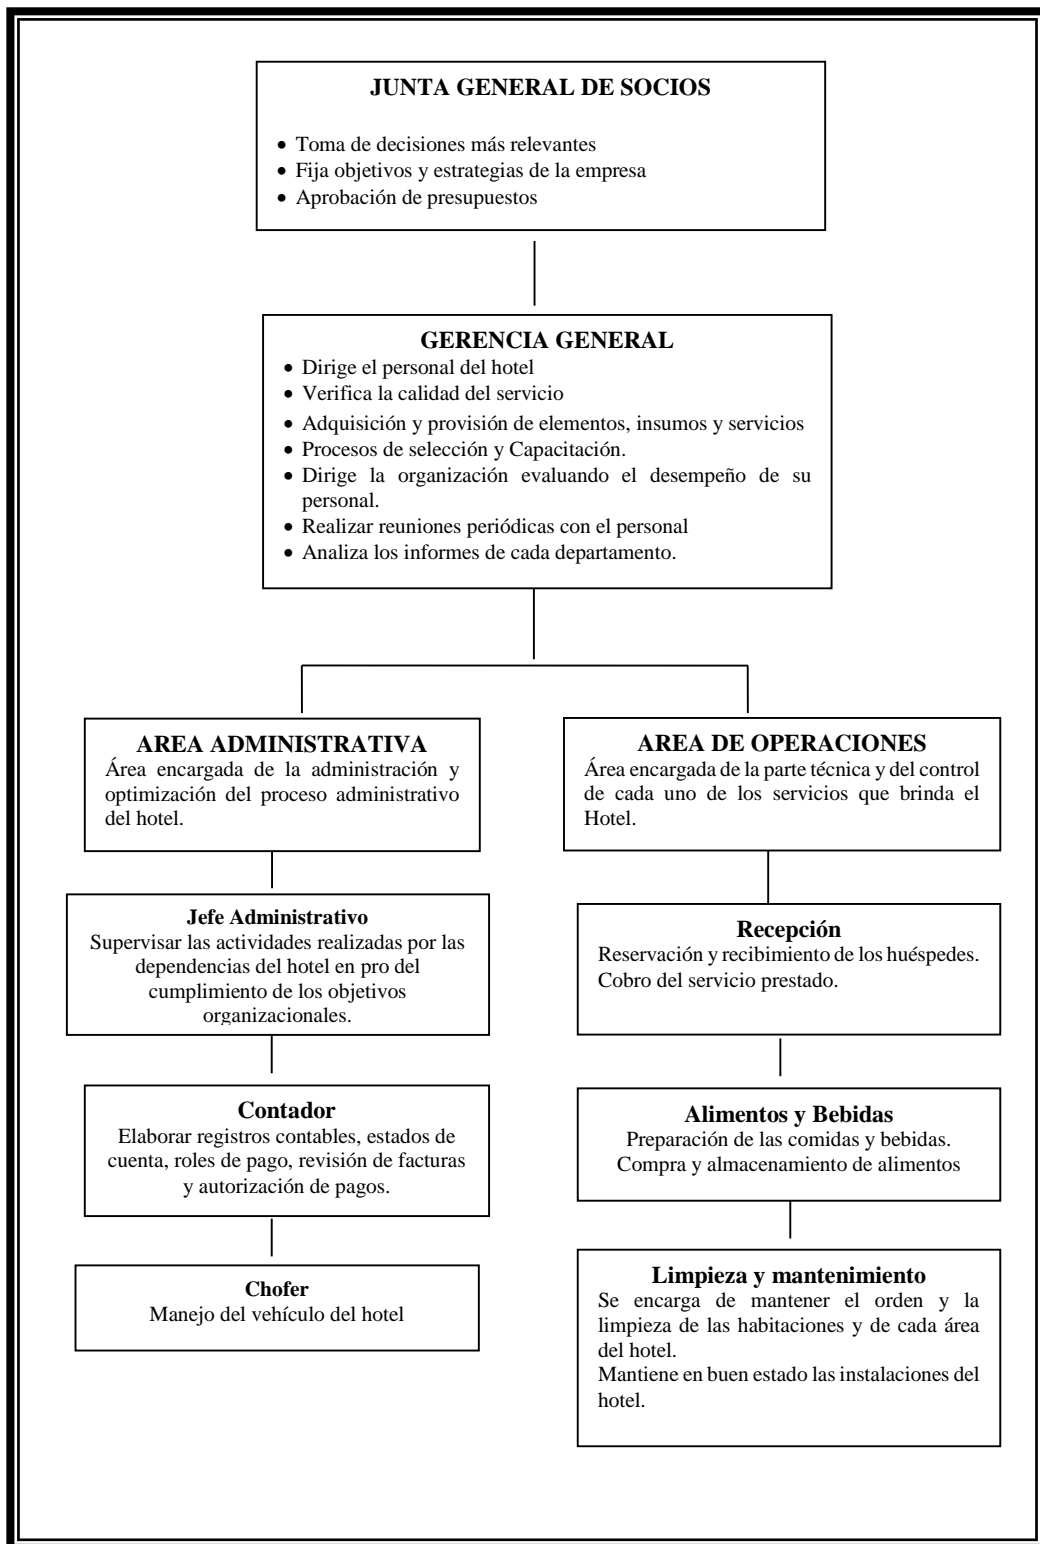 JUNTA GENERAL DE SOCIOS
• Toma de decisiones más relevantes
• Fija objetivos y estrategias de la empresa
• Aprobación de presupuestos
GERENCIA GENERAL
• Dirige el personal del hotel
• Verifica la calidad del servicio
• Adquisición y provisión de elementos, insumos y servicios
• Procesos de selección y Capacitación.
• Dirige la organización evaluando el desempeño de su
personal.
• Realizar reuniones periódicas con el personal
• Analiza los informes de cada departamento.
AREA ADMINISTRATIVA
Área encargada de la administración y
optimización del proceso administrativo
del hotel.
Jefe Administrativo
Supervisar las actividades realizadas por las
dependencias del hotel en pro del
cumplimiento de los objetivos
organizacionales.
Contador
Elaborar registros contables, estados de
cuenta, roles de pago, revisión de facturas
y autorización de pagos.
Chofer
Manejo del vehículo del hotel
AREA DE OPERACIONES
Área encargada de la parte técnica y del control
de cada uno de los servicios que brinda el
Hotel.
Recepción
Reservación y recibimiento de los huéspedes.
Cobro del servicio prestado.
Alimentos y Bebidas
Preparación de las comidas y bebidas.
Compra y almacenamiento de alimentos
Limpieza y mantenimiento
Se encarga de mantener el orden y la
limpieza de las habitaciones y de cada área
del hotel.
Mantiene en buen estado las instalaciones del
hotel.